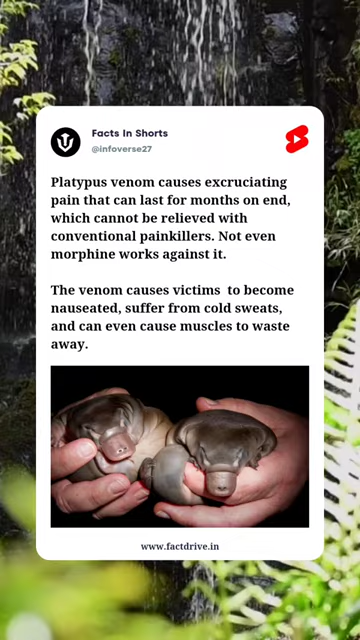 Facts In Shorts
@infoverse27
Platypus venom causes excruciating
pain that can last for months on end,
which cannot be relieved with
conventional painkillers. Not even
morphine works against it.
The venom causes victims to become
nauseated, suffer from cold sweats,
and can even cause muscles to waste
away.
www.factdrive.in